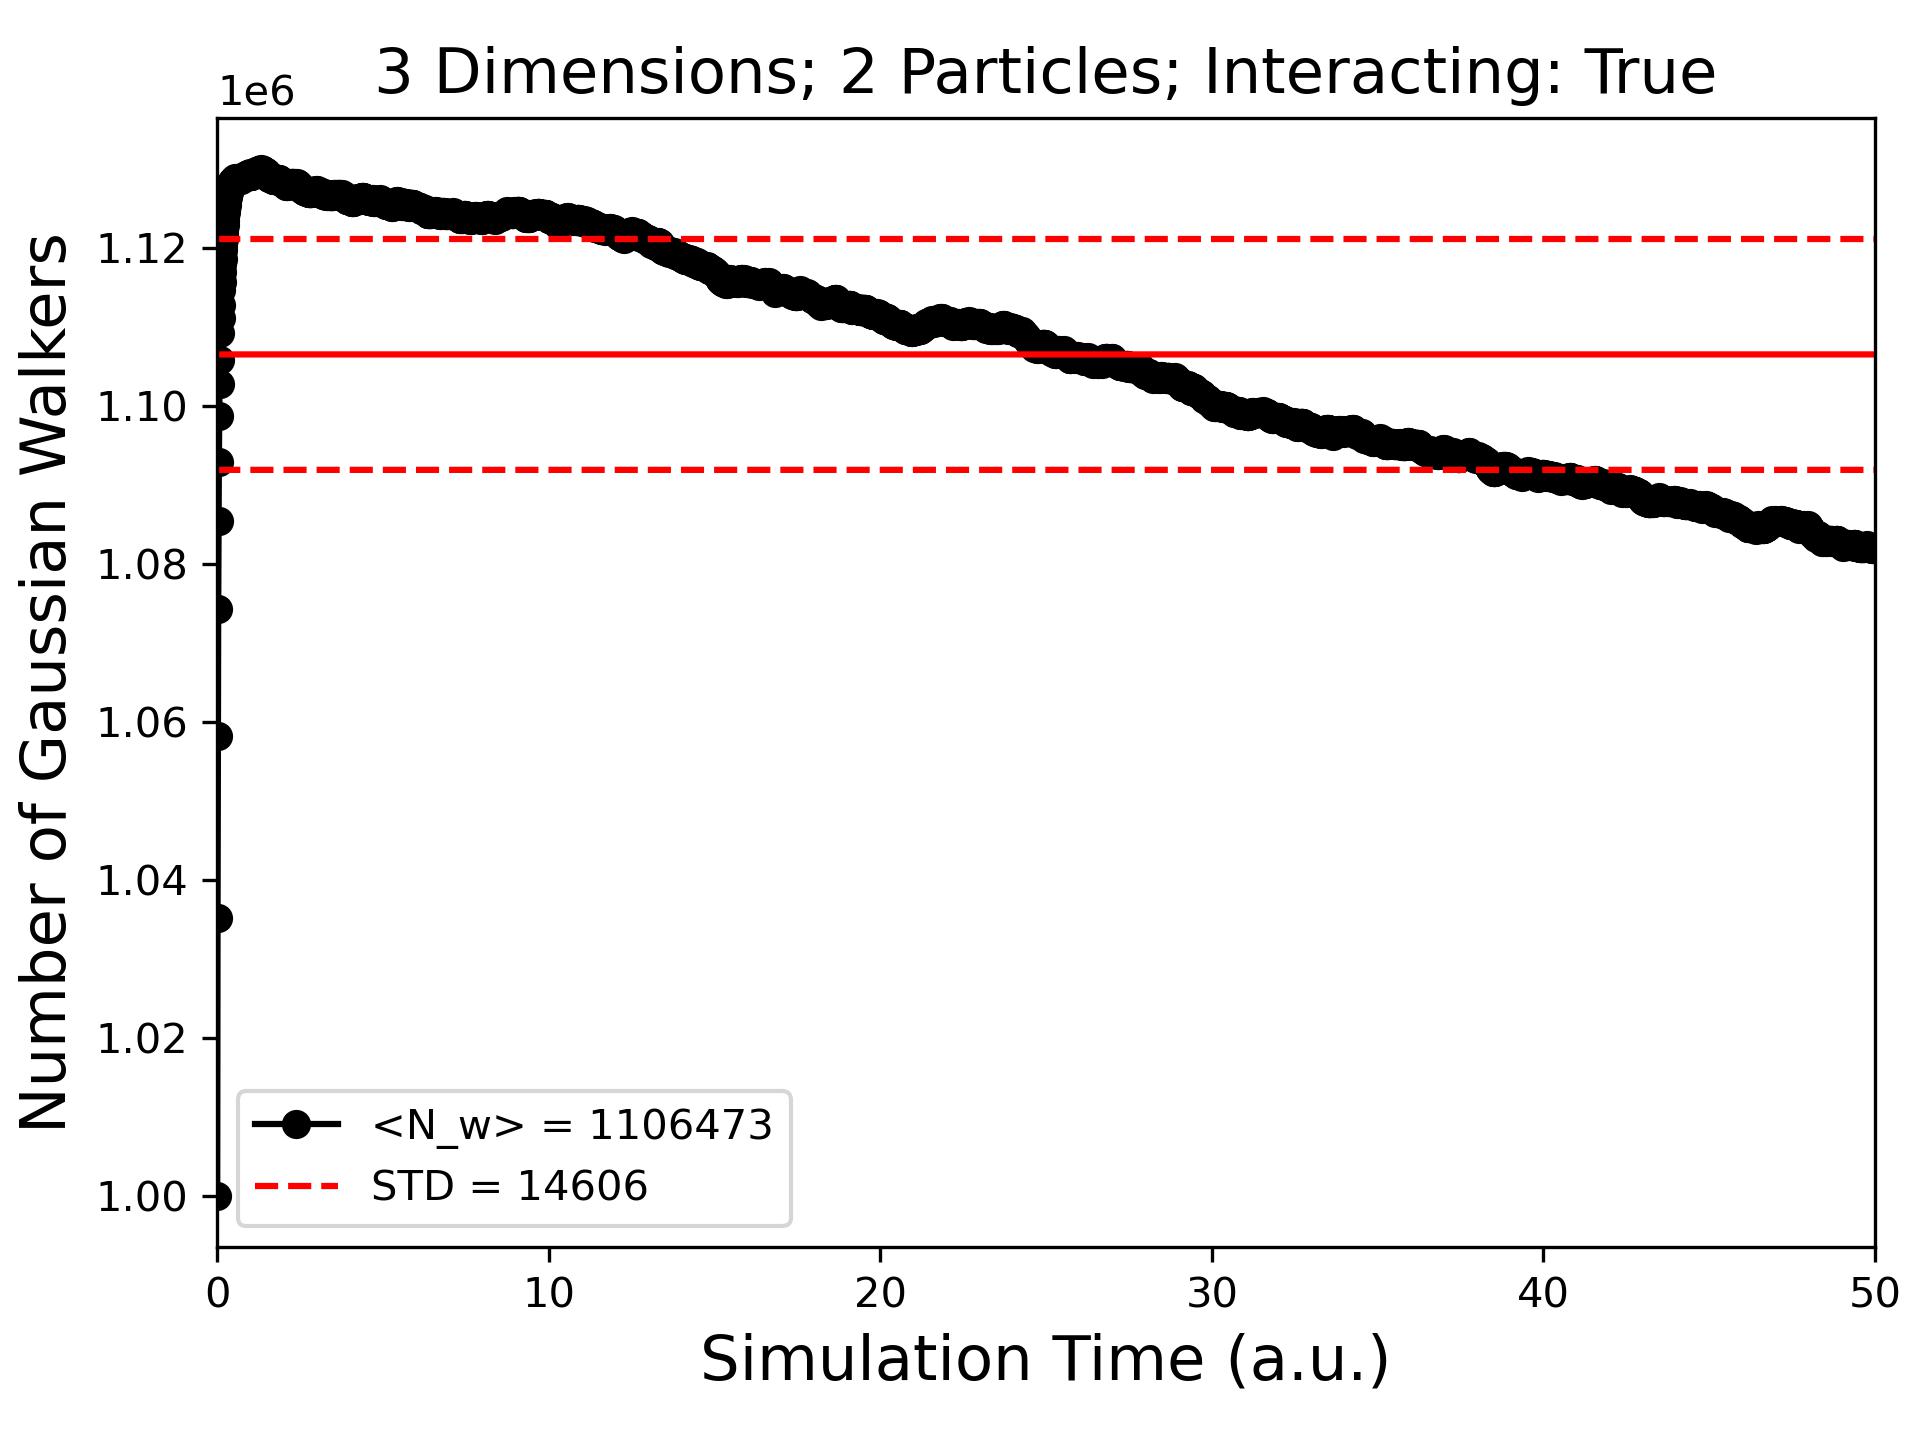 3 Dimensions; 2 Particles; Interacting: True
1e6
Number of Gaussian Walkers
1.12
1.10
1.08
1.06
1.04
1.02
1.00
<N_w> = 1106473
STD = 14606
0 10 20 30 40 50
Simulation Time (a.u.)